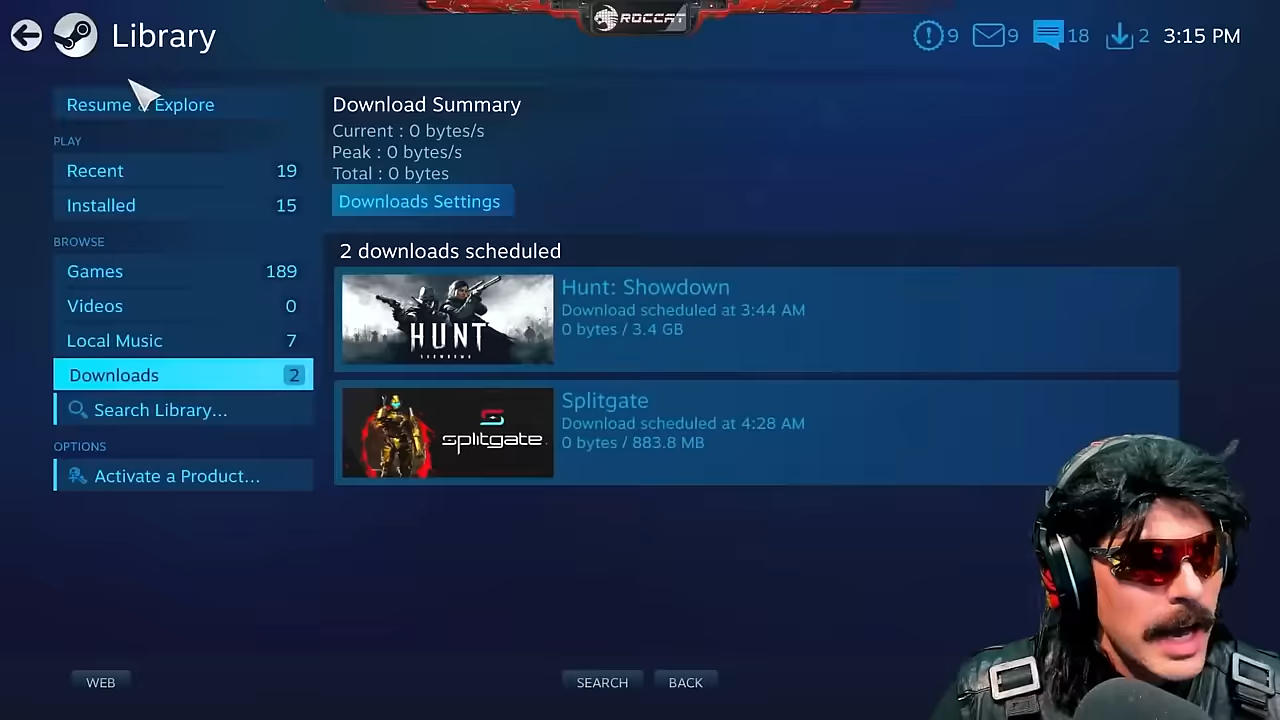 ROCCAT
Library
9
9
18
2
3:15 PM
Resume & Explore
PLAY
Recent 19
Installed 15
BROWSE
Games 189
Videos 0
Local Music 7
Downloads 2
Search Library...
OPTIONS
Activate a Product...
Download Summary
Current : 0 bytes/s
Peak : 0 bytes/s
Total : 0 bytes
Downloads Settings
2 downloads scheduled
HUNT
SHOWDOWN
Hunt: Showdown
Download scheduled at 3:44 AM
0 bytes / 3.4 GB
splitgate
Splitgate
Download scheduled at 4:28 AM
0 bytes / 883.8 MB
WEB
SEARCH
BACK